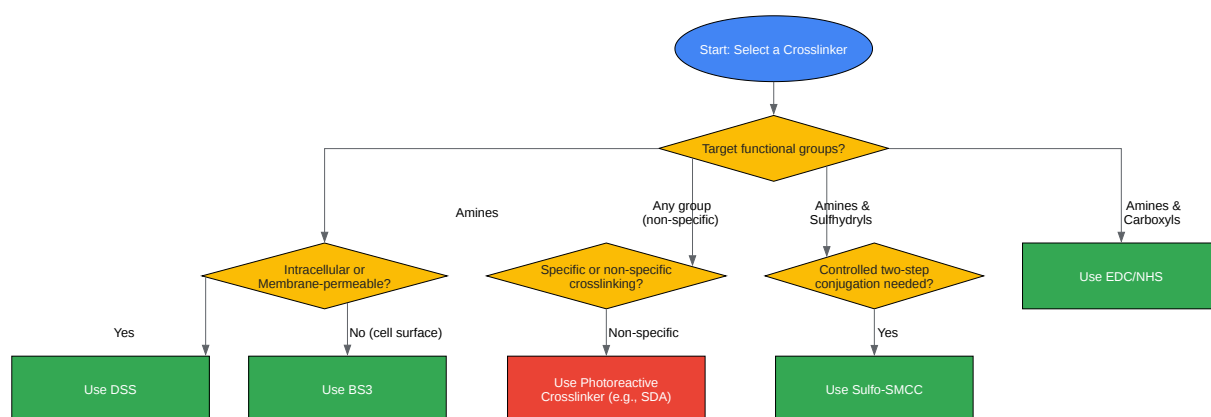 Start: Select a Crosslinker
Target functional groups?
Amines
Any group
(non-specific)
Amines &
Sulfhydryls
Amines &
Carboxyls
Intracellular or
Membrane-permeable?
Specific or non-specific
crosslinking?
Controlled two-step
conjugation needed?
Use EDC/NHS
Yes
No (cell surface)
Non-specific
Yes
Use DSS
Use BS3
Use Photoreactive
Crosslinker (e.g., SDA)
Use Sulfo-SMCC